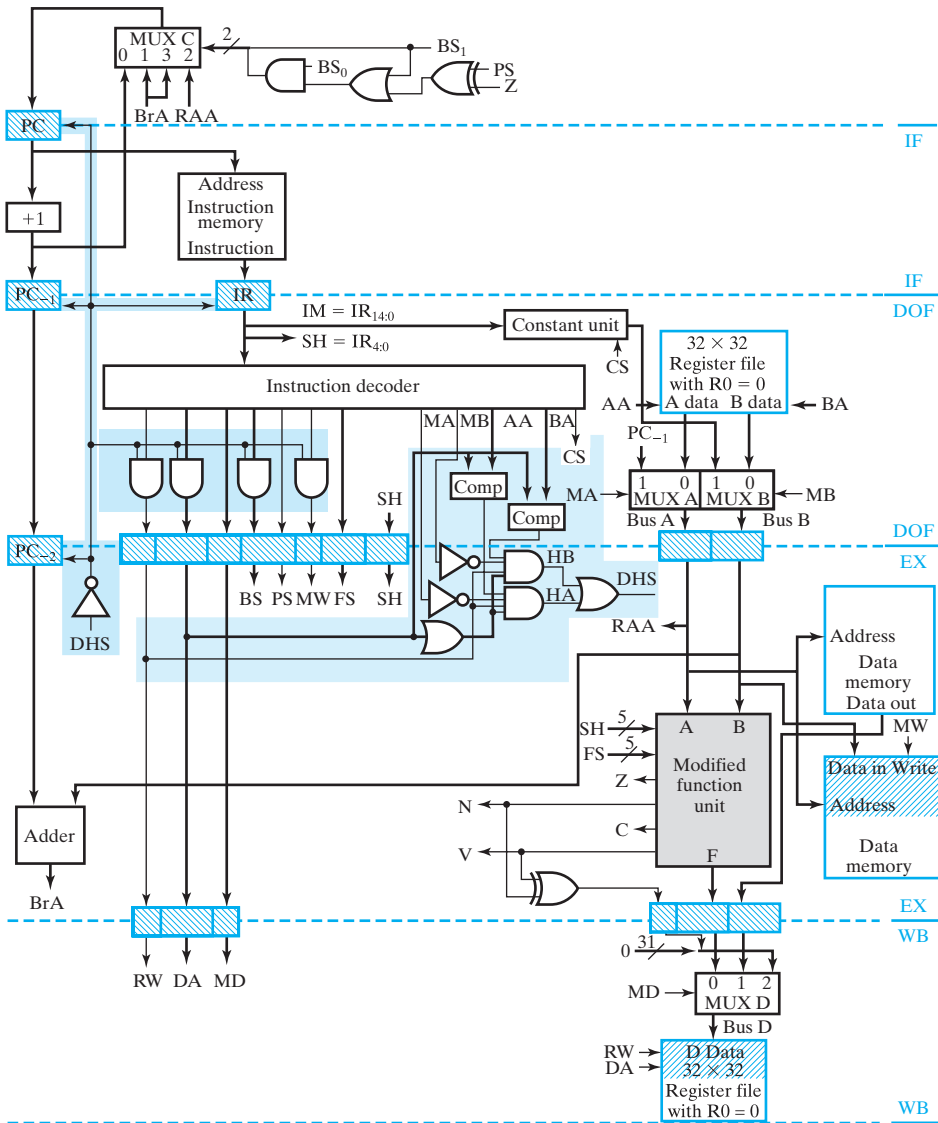 MUX C
0 1 3 2
2
BS1
BS0
PS
Z
BrA RAA
PC
IF
Address
Instruction
memory
Instruction
+1
PC−1
IR
IF
DOF
IM = IR14:0
SH = IR4:0
Constant unit
CS
32 × 32
Register file
with R0 = 0
A data B data
AA
BA
Instruction decoder
MA MB AA BA
CS
PC−1
1 0 1 0
MUX A MUX B
MA
MB
Bus A
Bus B
Comp
Comp
SH
PC−2
DOF
EX
BS PS MW FS SH
HB
HA
DHS
DHS
RAA
Address
Data
memory
Data out
MW
A B
SH 5
FS 5
Modified
function
unit
Z
N
C
V
F
Data in Write
Address
Data
memory
Adder
BrA
EX
WB
0 31
RW DA MD
0 1 2
MUX D
MD
Bus D
RW
DA
D Data
32 × 32
Register file
with R0 = 0
WB